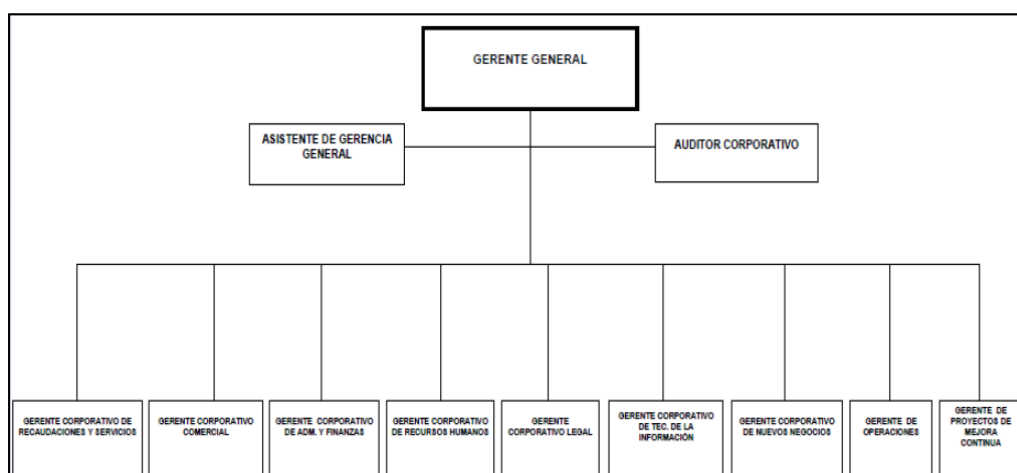 GERENTE GENERAL
ASISTENTE DE GERENCIA
GENERAL
AUDITOR CORPORATIVO
GERENTE CORPORATIVO DE
RECAUDACIONES Y SERVICIOS
GERENTE CORPORATIVO
COMERCIAL
GERENTE CORPORATIVO
DE ADM. Y FINANZAS
GERENTE CORPORATIVO
DE RECURSOS HUMANOS
GERENTE
CORPORATIVO LEGAL
GERENTE CORPORATIVO
DE TEC. DE LA
INFORMACIÓN
GERENTE CORPORATIVO
DE NUEVOS NEGOCIOS
GERENTE DE
OPERACIONES
GERENTE DE
PROYECTOS DE
MEJORA
CONTINUA